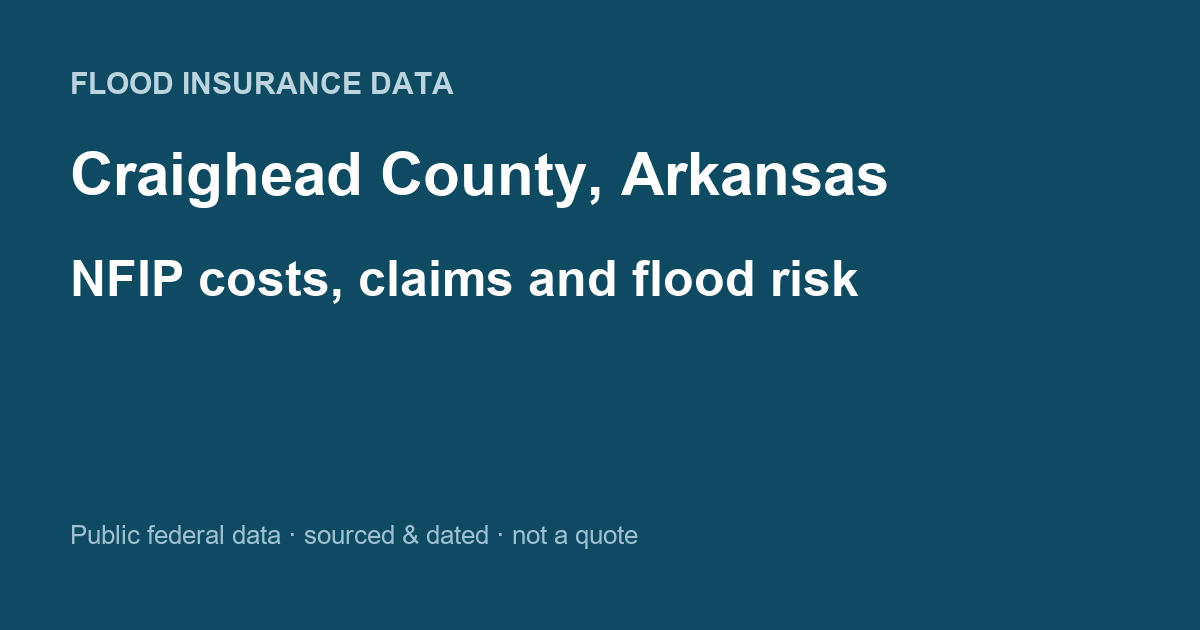 FLOOD INSURANCE DATA
Craighead County, Arkansas
NFIP costs, claims and flood risk
Public federal data · sourced & dated · not a quote